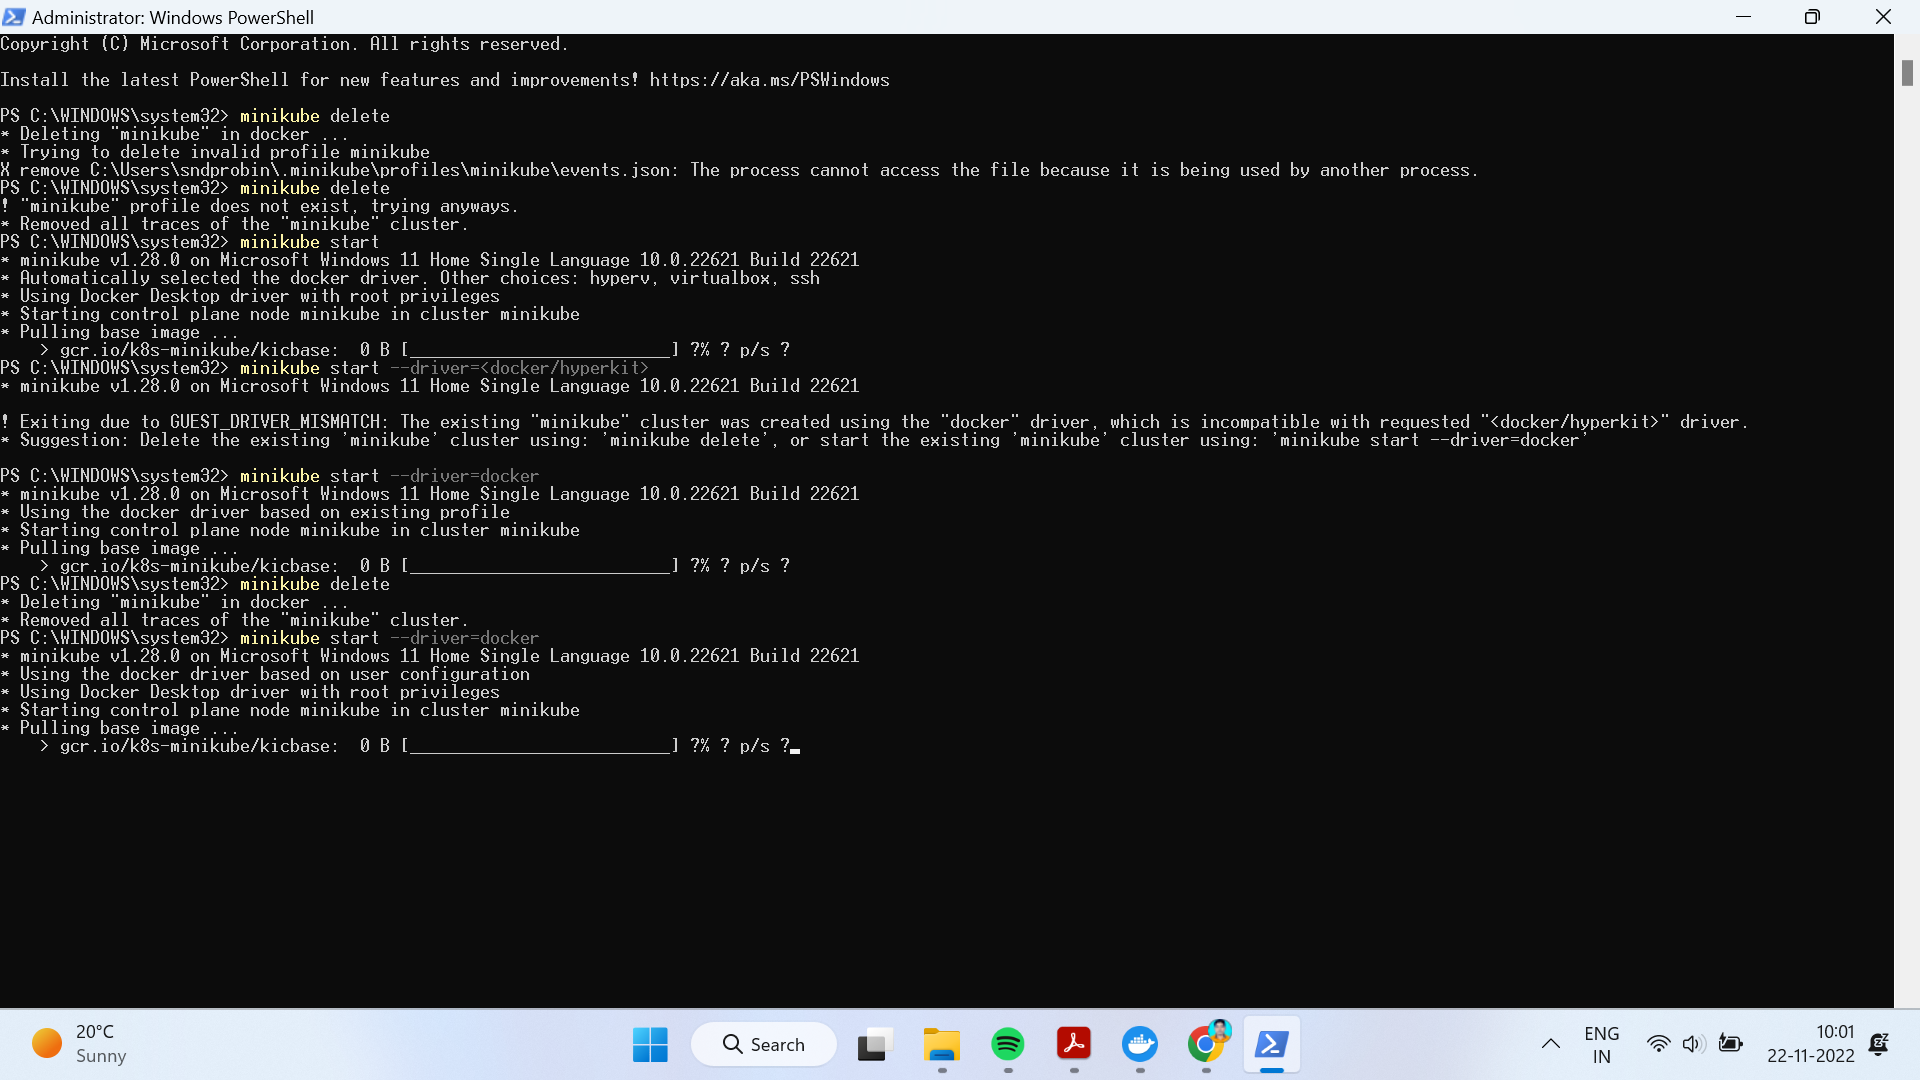 Administrator: Windows PowerShell
Copyright (C) Microsoft Corporation. All rights reserved.
Install the latest PowerShell for new features and improvements! https://aka.ms/PSWindows
PS C:\WINDOWS\system32> minikube delete
* Deleting "minikube" in docker ...
* Trying to delete invalid profile minikube
X remove C:\Users\sndprobin\.minikube\profiles\minikube\events.json: The process cannot access the file because it is being used by another process.
PS C:\WINDOWS\system32> minikube delete
! "minikube" profile does not exist, trying anyways.
* Removed all traces of the "minikube" cluster.
PS C:\WINDOWS\system32> minikube start
* minikube v1.28.0 on Microsoft Windows 11 Home Single Language 10.0.22621 Build 22621
* Automatically selected the docker driver. Other choices: hyperv, virtualbox, ssh
* Using Docker Desktop driver with root privileges
* Starting control plane node minikube in cluster minikube
* Pulling base image ...
    > gcr.io/k8s-minikube/kicbase:  0 B [__________________________] ?% ? p/s ?
PS C:\WINDOWS\system32> minikube start --driver=<docker/hyperkit>
* minikube v1.28.0 on Microsoft Windows 11 Home Single Language 10.0.22621 Build 22621
! Exiting due to GUEST_DRIVER_MISMATCH: The existing "minikube" cluster was created using the "docker" driver, which is incompatible with requested "<docker/hyperkit>" driver.
* Suggestion: Delete the existing 'minikube' cluster using: 'minikube delete', or start the existing 'minikube' cluster using: 'minikube start --driver=docker'
PS C:\WINDOWS\system32> minikube start --driver=docker
* minikube v1.28.0 on Microsoft Windows 11 Home Single Language 10.0.22621 Build 22621
* Using the docker driver based on existing profile
* Starting control plane node minikube in cluster minikube
* Pulling base image ...
    > gcr.io/k8s-minikube/kicbase:  0 B [__________________________] ?% ? p/s ?
PS C:\WINDOWS\system32> minikube delete
* Deleting "minikube" in docker ...
* Removed all traces of the "minikube" cluster.
PS C:\WINDOWS\system32> minikube start --driver=docker
* minikube v1.28.0 on Microsoft Windows 11 Home Single Language 10.0.22621 Build 22621
* Using the docker driver based on user configuration
* Using Docker Desktop driver with root privileges
* Starting control plane node minikube in cluster minikube
* Pulling base image ...
    > gcr.io/k8s-minikube/kicbase:  0 B [__________________________] ?% ? p/s ?
20°C
Sunny
Search
ENG
IN
10:01
22-11-2022